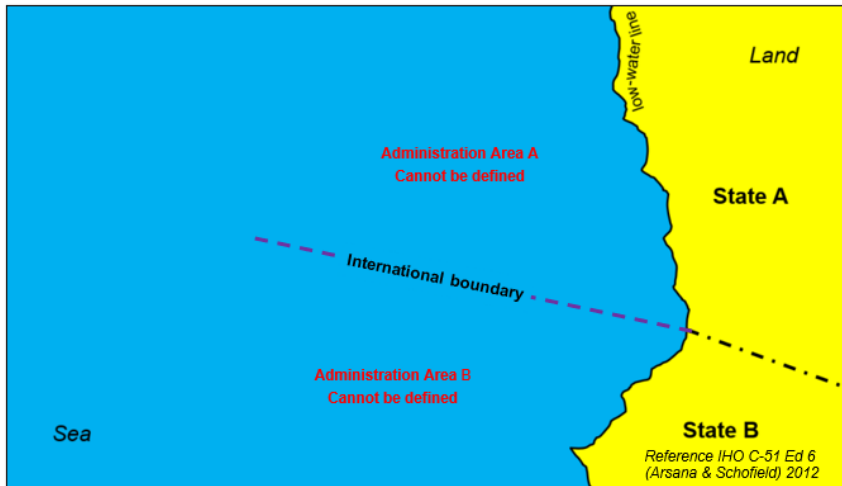 low-water line
Land
Administration Area A
Cannot be defined
State A
International boundary
Administration Area B
Cannot be defined
Sea
State B
Reference IHO C-51 Ed 6
(Arsana & Schofield) 2012